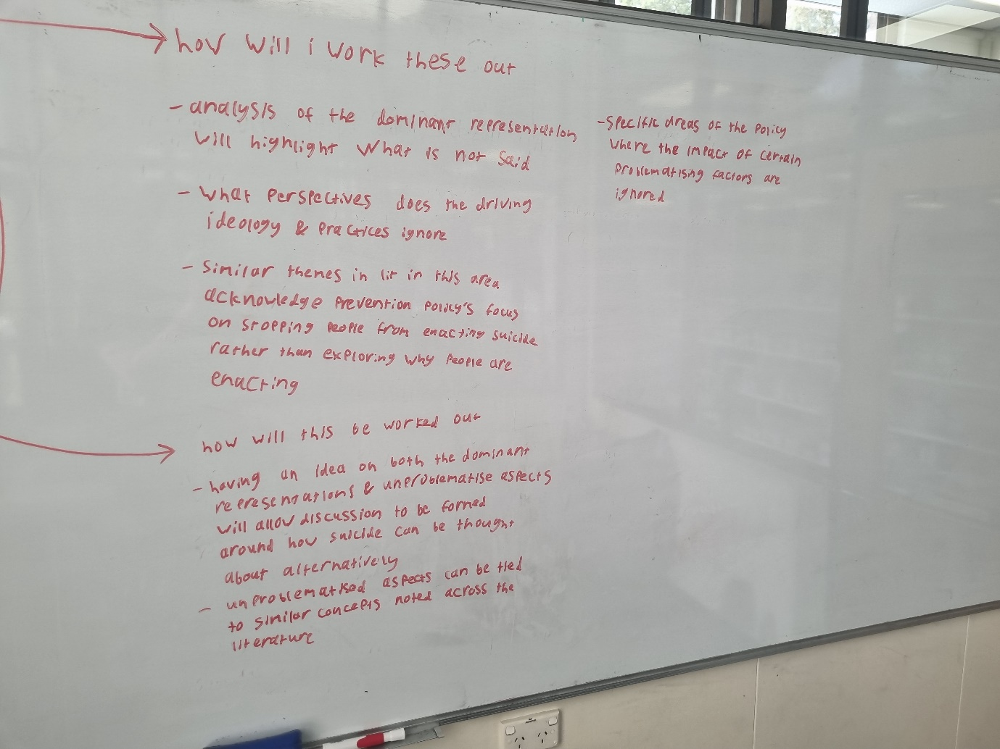 how will i work these out
- analysis of the dominant representation
will highlight what is not said
- what perspectives does the driving
ideology & practices ignore
- similar themes in lit in this area
acknowledge prevention policy's focus
on stopping people from enacting suicide
rather than exploring why people are
enacting
- specific areas of the policy
where the impact of certain
problematising factors are
ignored
how will this be worked out
- having an idea on both the dominant
representations & unproblematise aspects
will allow discussion to be formed
around how suicide can be thought
about alternatively
- unproblematised aspects can be tied
to similar concepts noted across the
literature